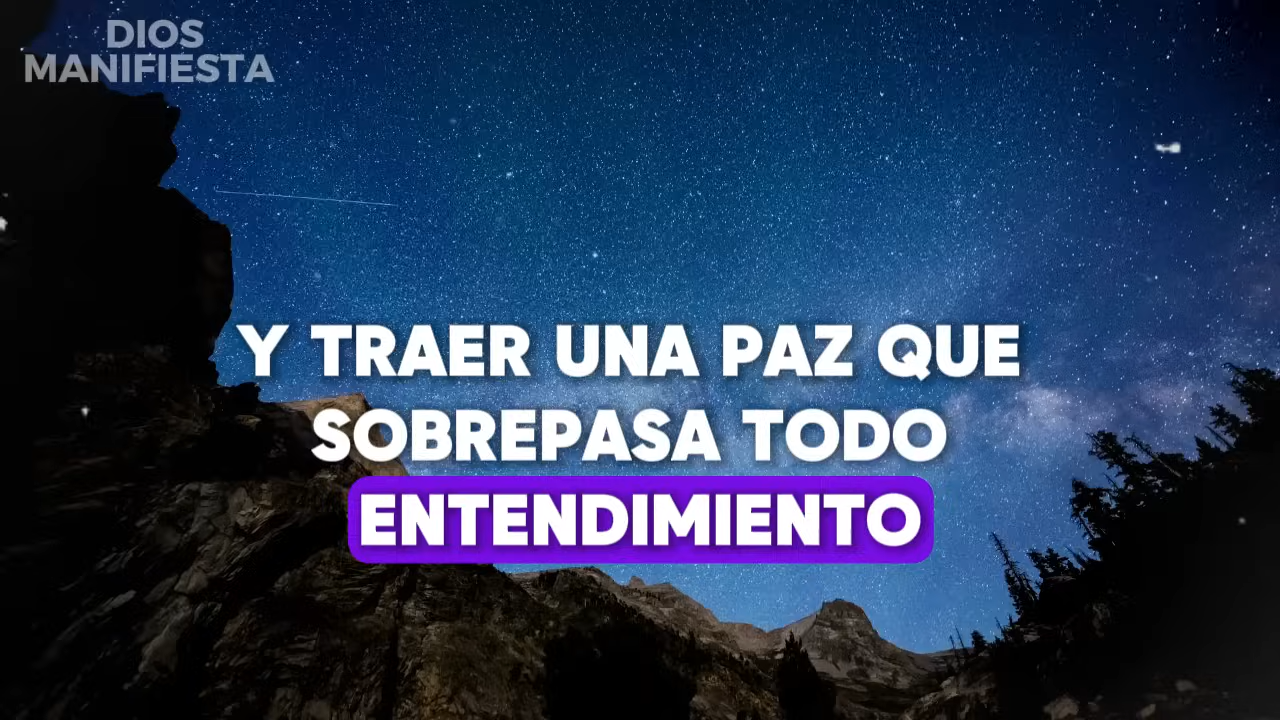 DIOS
MANIFIESTA
Y TRAER UNA PAZ QUE
SOBREPASA TODO
ENTENDIMIENTO